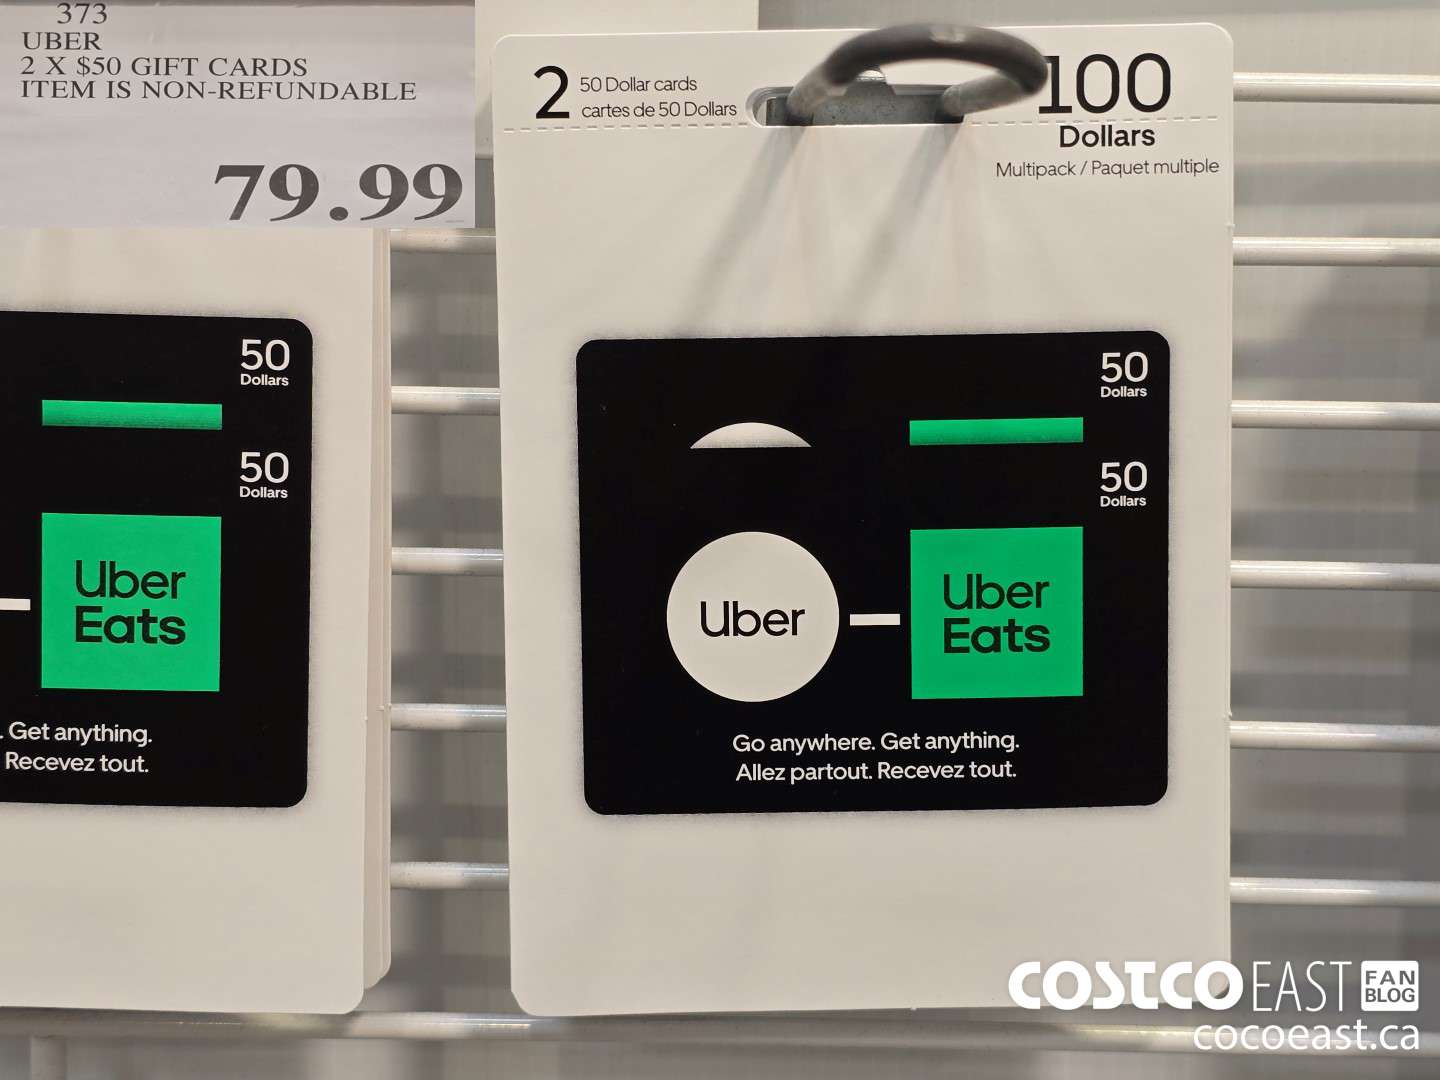 373
UBER
2 X $50 GIFT CARDS
ITEM IS NON-REFUNDABLE
79.99
2 50 Dollar cards
cartes de 50 Dollars
100
Dollars
Multipack / Paquet multiple
50
Dollars
50
Dollars
Uber
Eats
. Get anything.
Recevez tout.
50
Dollars
50
Dollars
Uber
Uber
Eats
Go anywhere. Get anything.
Allez partout. Recevez tout.
COSTCO EAST FAN
BLOG
cocoeast.ca